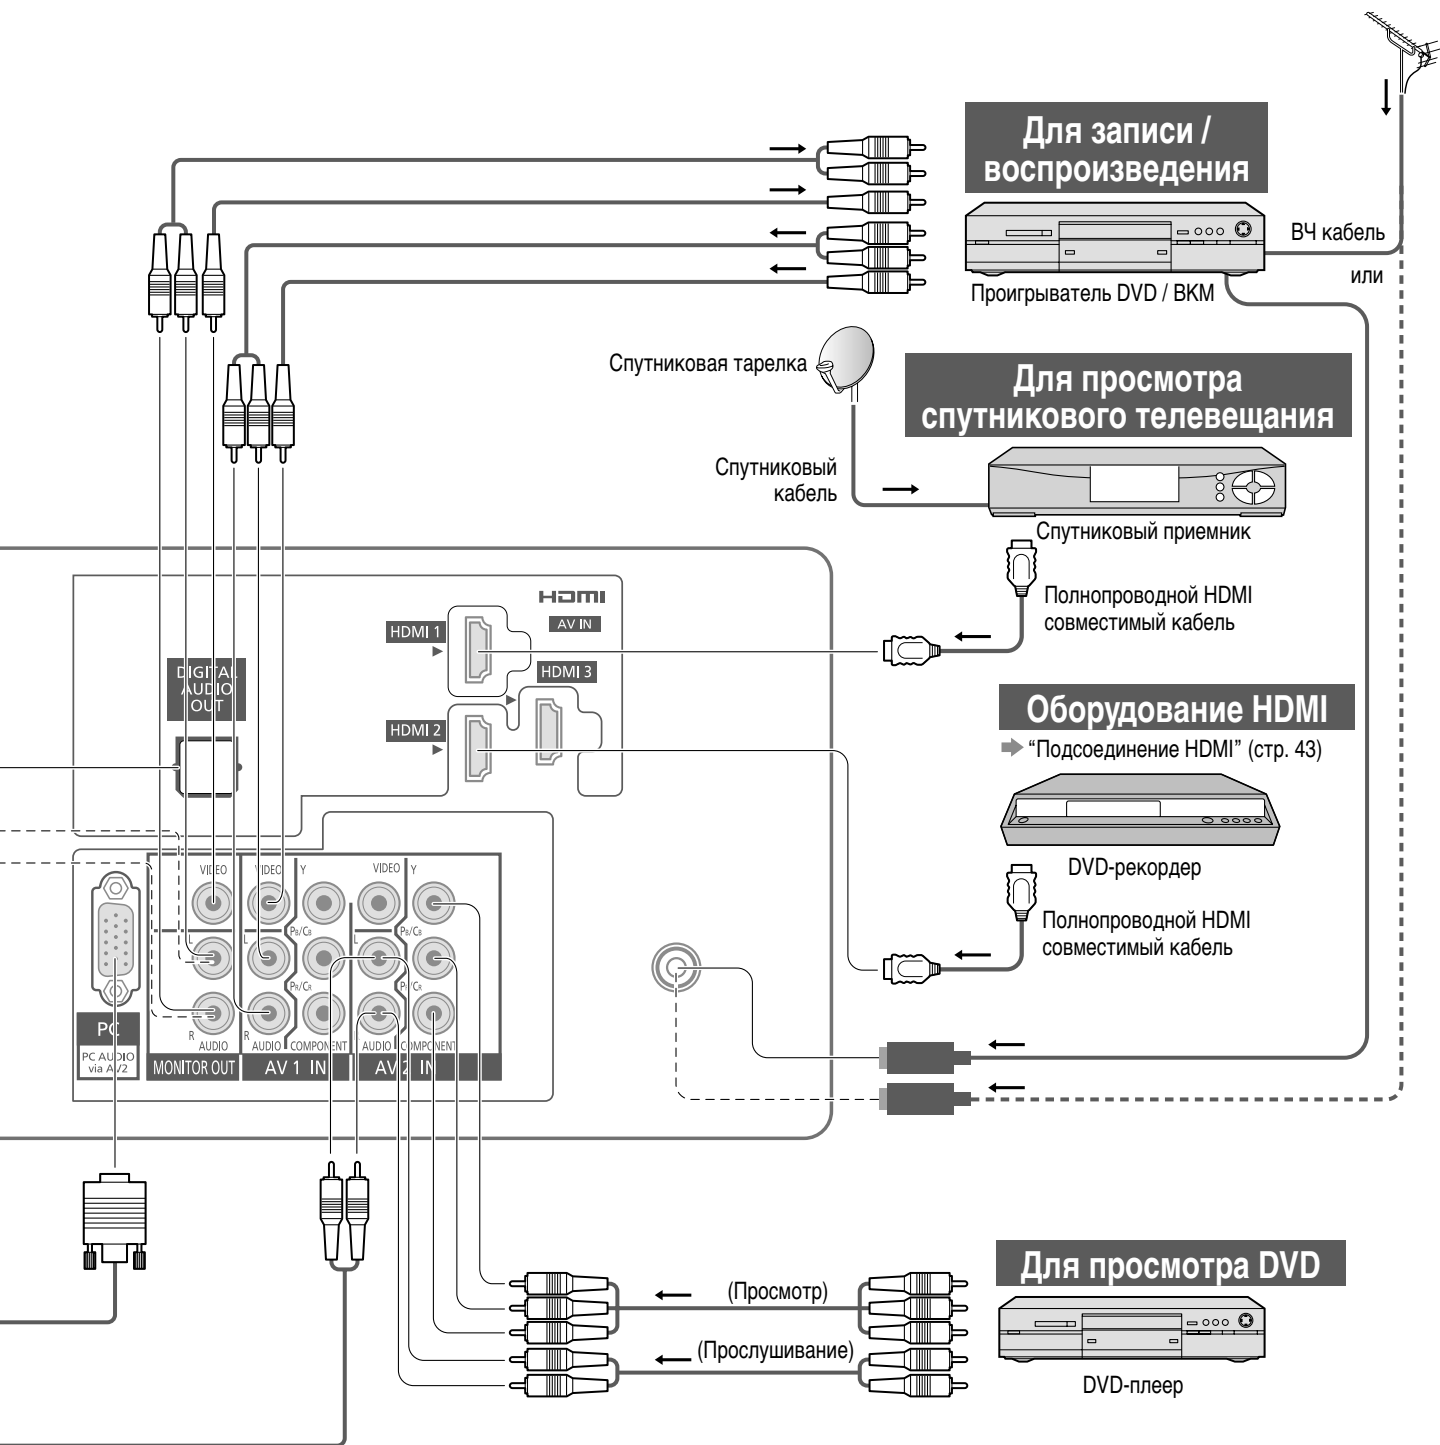 Для записи /
воспроизведения
ВЧ кабель
или
Проигрыватель DVD / ВКМ
Спутниковая тарелка
Для просмотра
спутникового телевещания
Спутниковый
кабель
Спутниковый приемник
Полнопроводной HDMI
совместимый кабель
HDMI
AV IN
HDMI 1
HDMI 3
HDMI 2
DIGITAL
AUDIO
OUT
Оборудование HDMI
“Подсоединение HDMI” (стр. 43)
DVD-рекордер
Полнопроводной HDMI
совместимый кабель
VIDEO VIDEO Y VIDEO Y
L L PB/CB L PB/CB
PR/CR PR/CR
R R
AUDIO AUDIO COMPONENT AUDIO COMPONENT
MONITOR OUT AV 1 IN AV 2 IN
PC
PC AUDIO
via AV2
Для просмотра DVD
(Просмотр)
(Прослушивание)
DVD-плеер